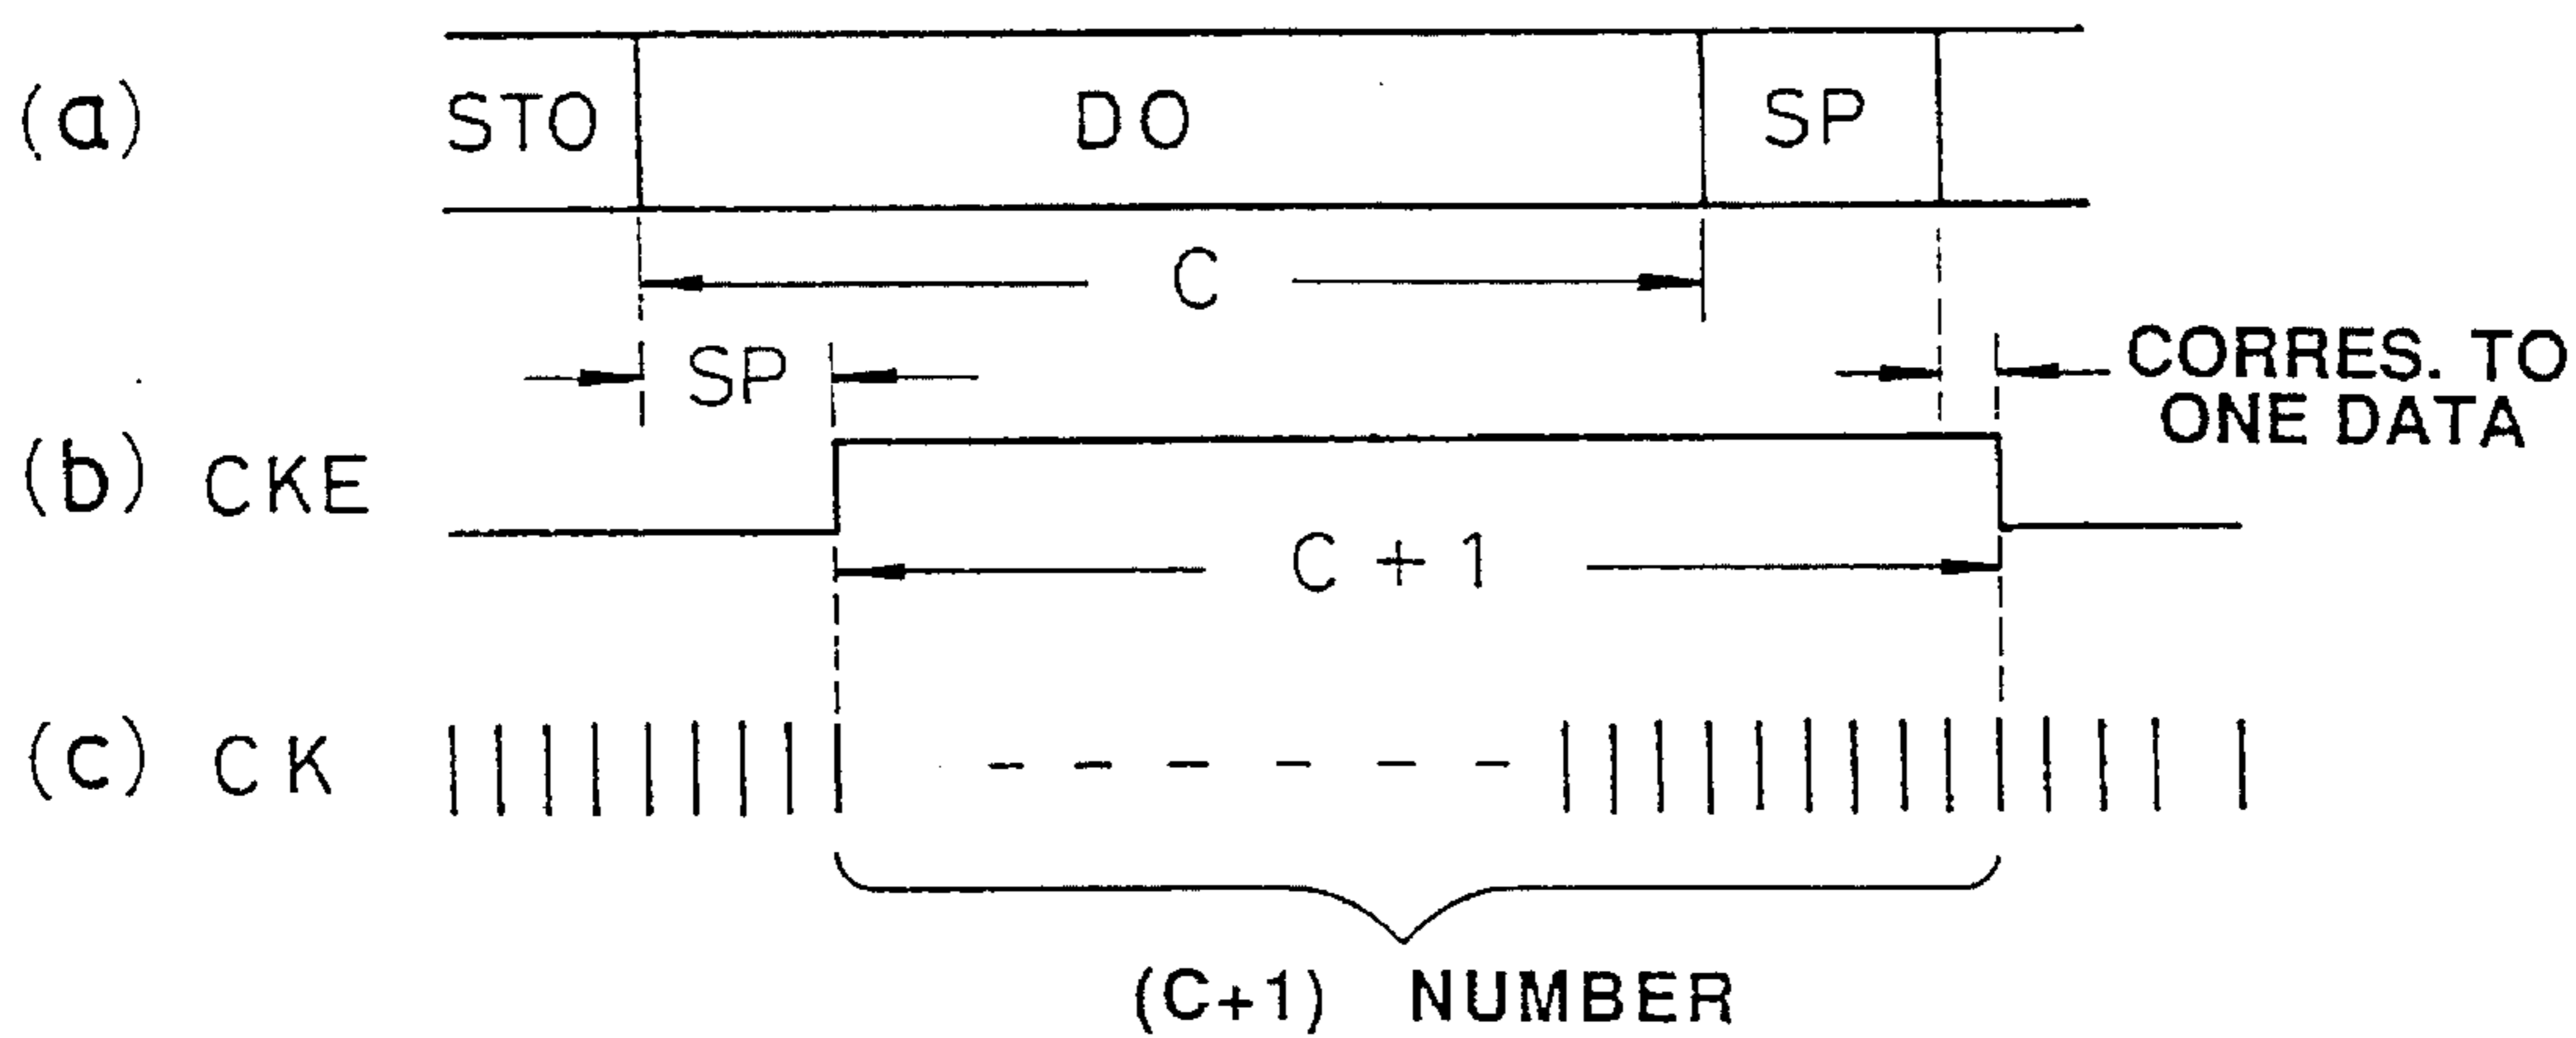 (a) STO DO SP
C
SP CORRES. TO
ONE DATA
(b) CKE
C + 1
(c) CK
(C+1) NUMBER